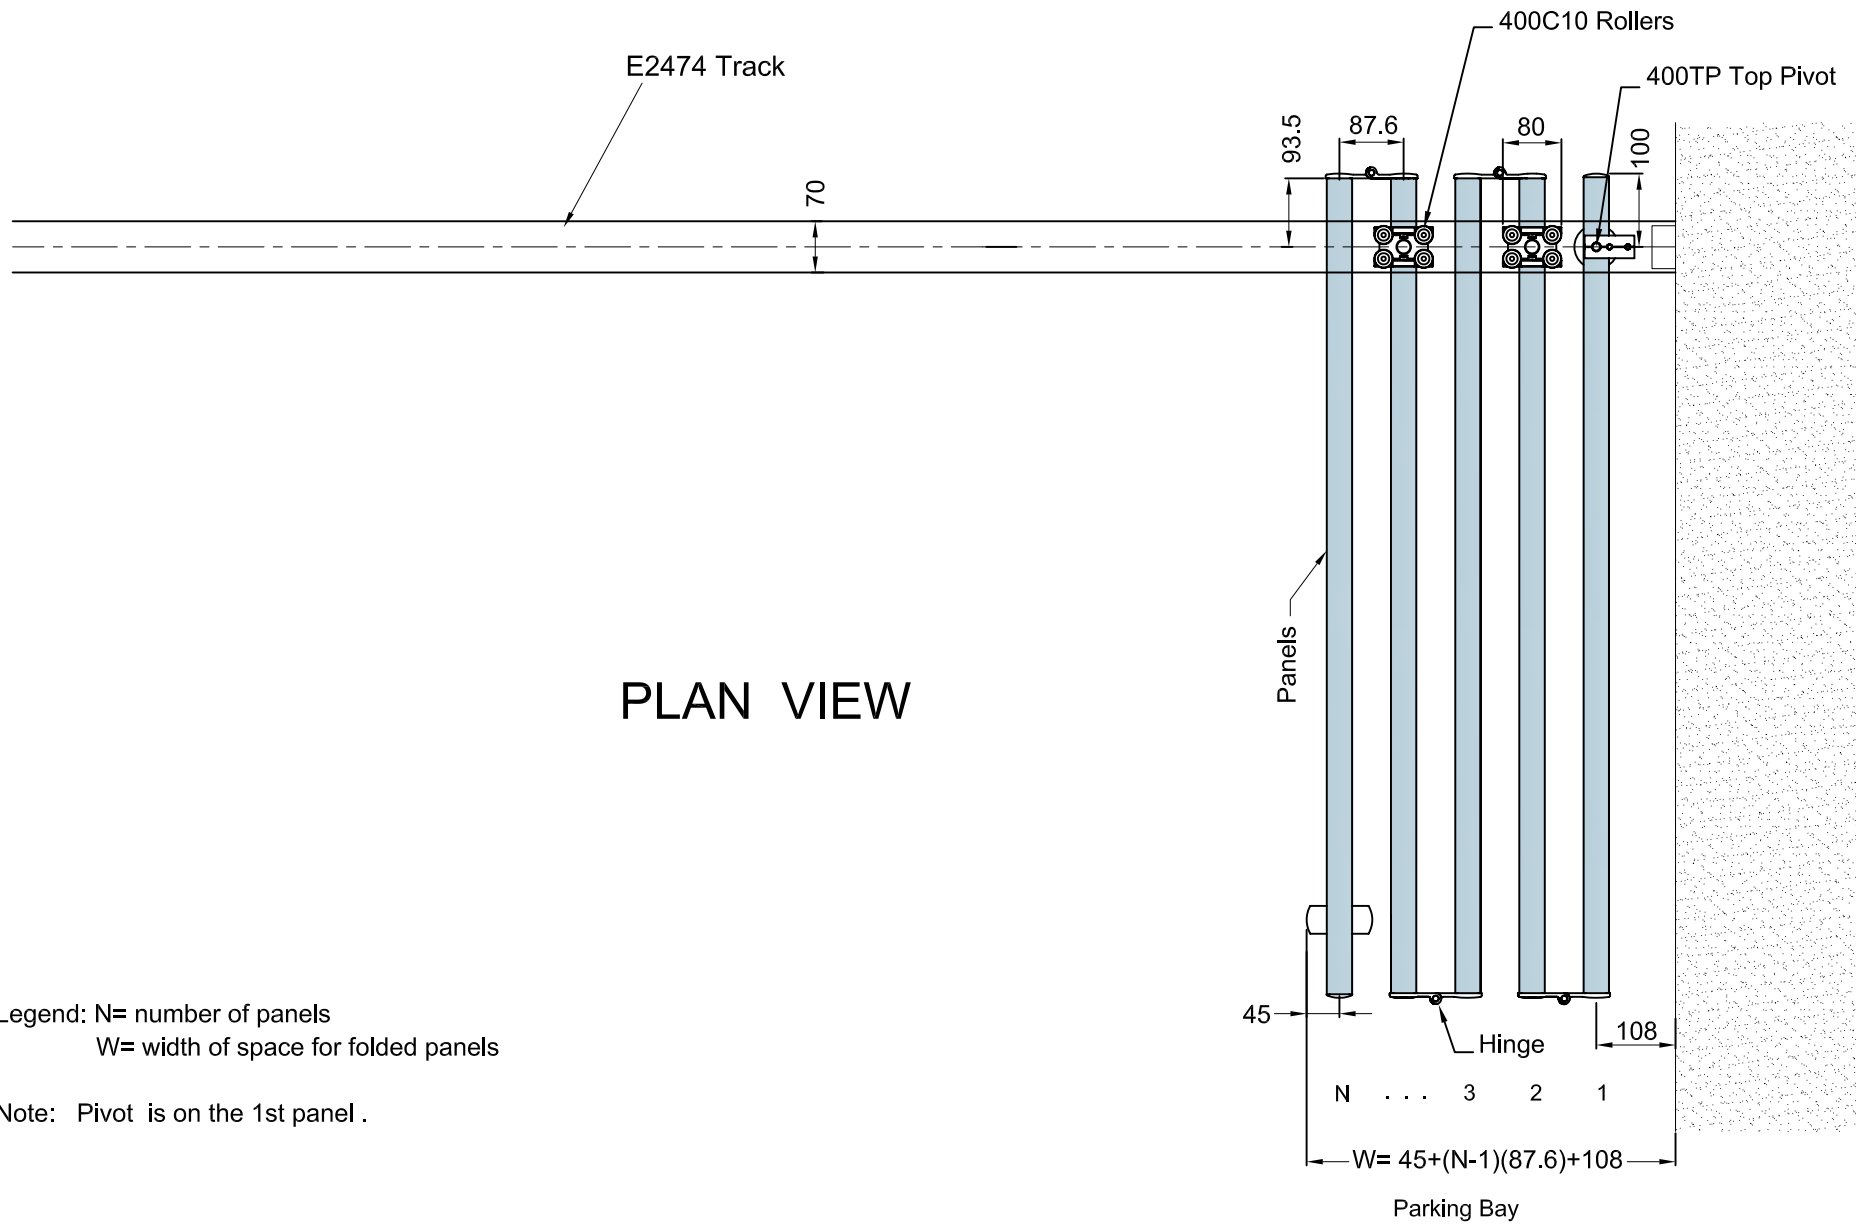 400C10 Rollers
E2474 Track
400TP Top Pivot
93.5
87.6
80
100
70
Panels
PLAN VIEW
Legend: N= number of panels
W= width of space for folded panels
45
108
Hinge
N . . . 3 2 1
Note: Pivot is on the 1st panel .
W= 45+(N-1)(87.6)+108
Parking Bay